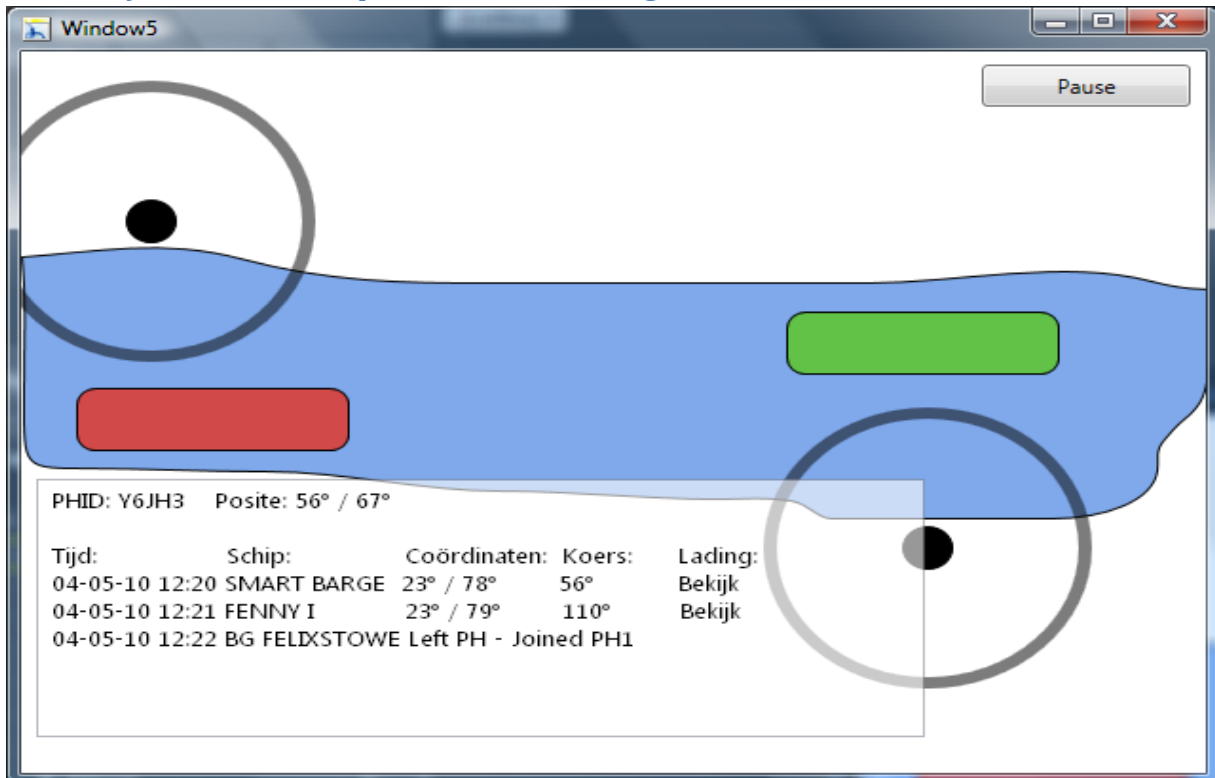 Window5
Pause
PHID: Y6JH3 Posite: 56° / 67°
Tijd: Schip: Coördinaten: Koers: Lading:
04-05-10 12:20 SMART BARGE 23° / 78° 56° Bekijk
04-05-10 12:21 FENNY I 23° / 79° 110° Bekijk
04-05-10 12:22 BG FELIXSTOWE Left PH - Joined PH1